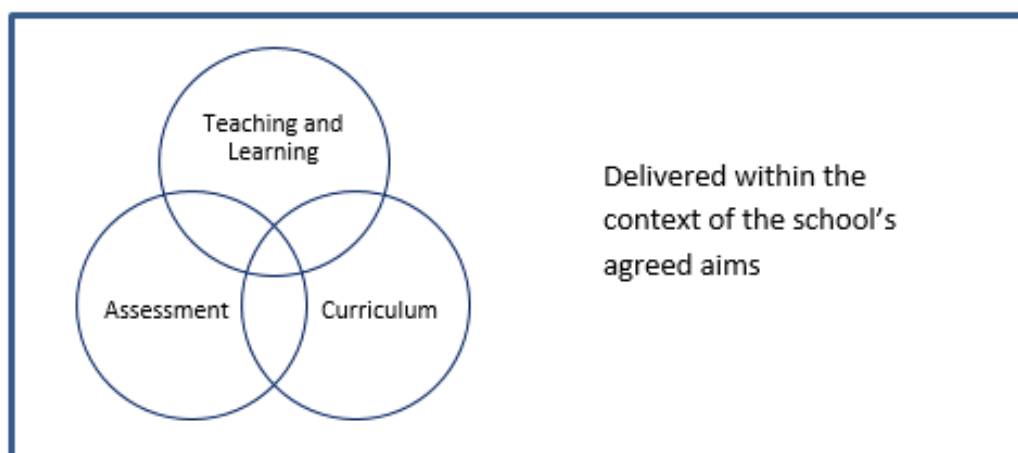 Teaching and
Learning
Assessment
Curriculum
Delivered within the
context of the school’s
agreed aims